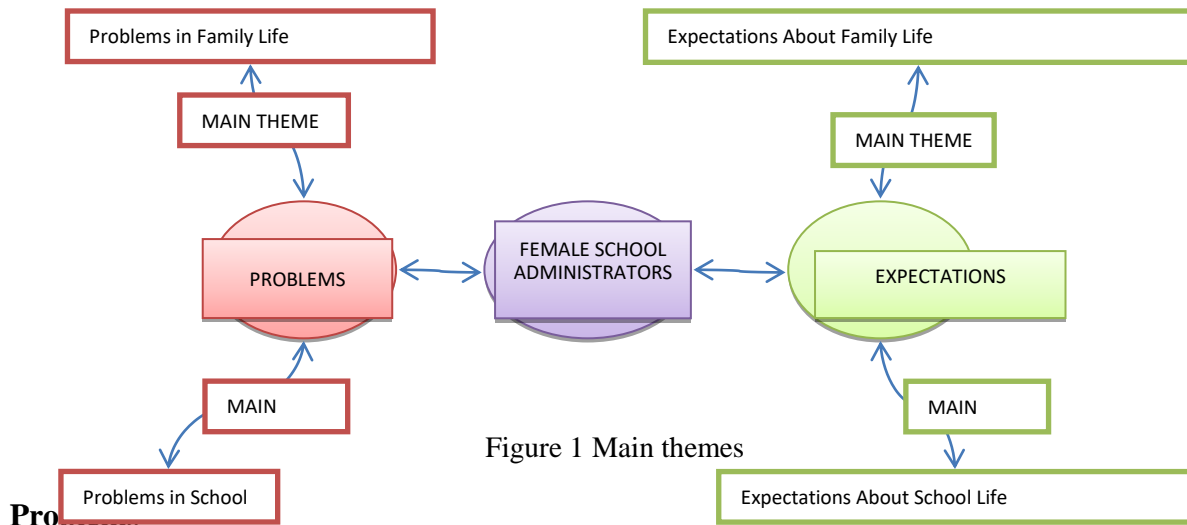 Problems in Family Life
Expectations About Family Life
MAIN THEME
MAIN THEME
PROBLEMS
FEMALE SCHOOL
ADMINISTRATORS
EXPECTATIONS
MAIN
MAIN
Figure 1 Main themes
Problems in School
Expectations About School Life